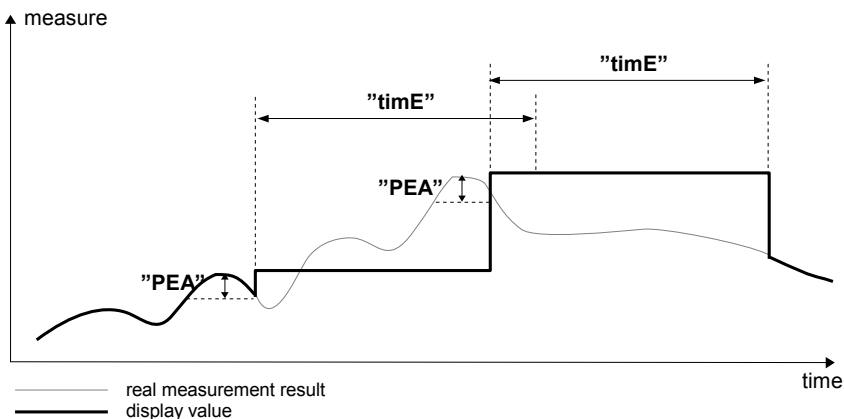 measure
”timE”
”timE”
”PEA”
”PEA”
time
real measurement result
display value